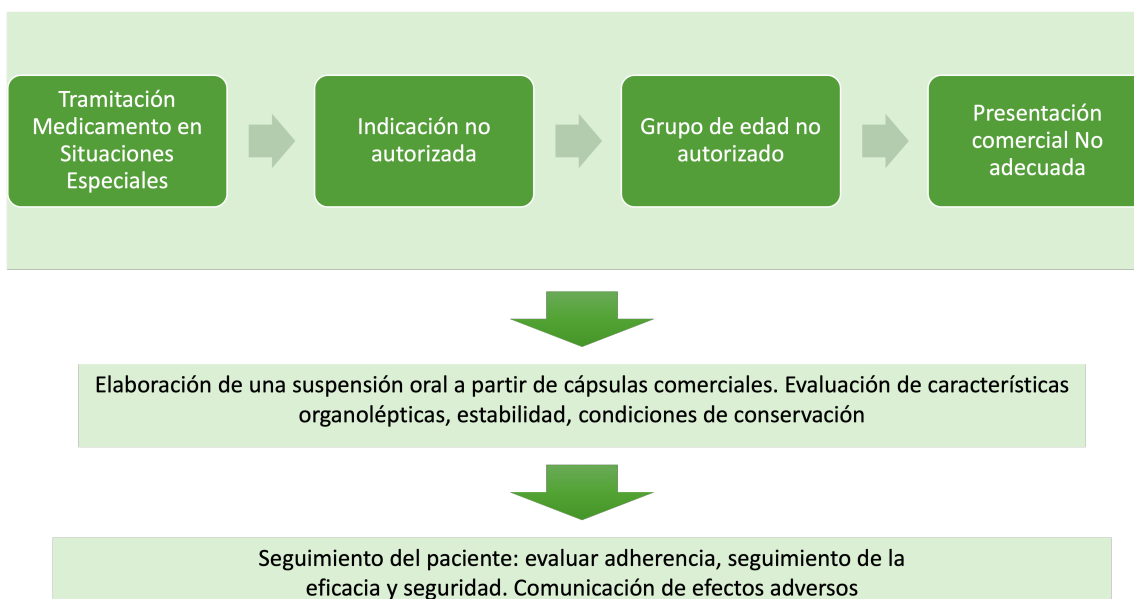 Tramitación
Medicamento en
Situaciones
Especiales
Indicación no
autorizada
Grupo de edad no
autorizado
Presentación
comercial No
adecuada
Elaboración de una suspensión oral a partir de cápsulas comerciales. Evaluación de características
organolépticas, estabilidad, condiciones de conservación
Seguimiento del paciente: evaluar adherencia, seguimiento de la
eficacia y seguridad. Comunicación de efectos adversos